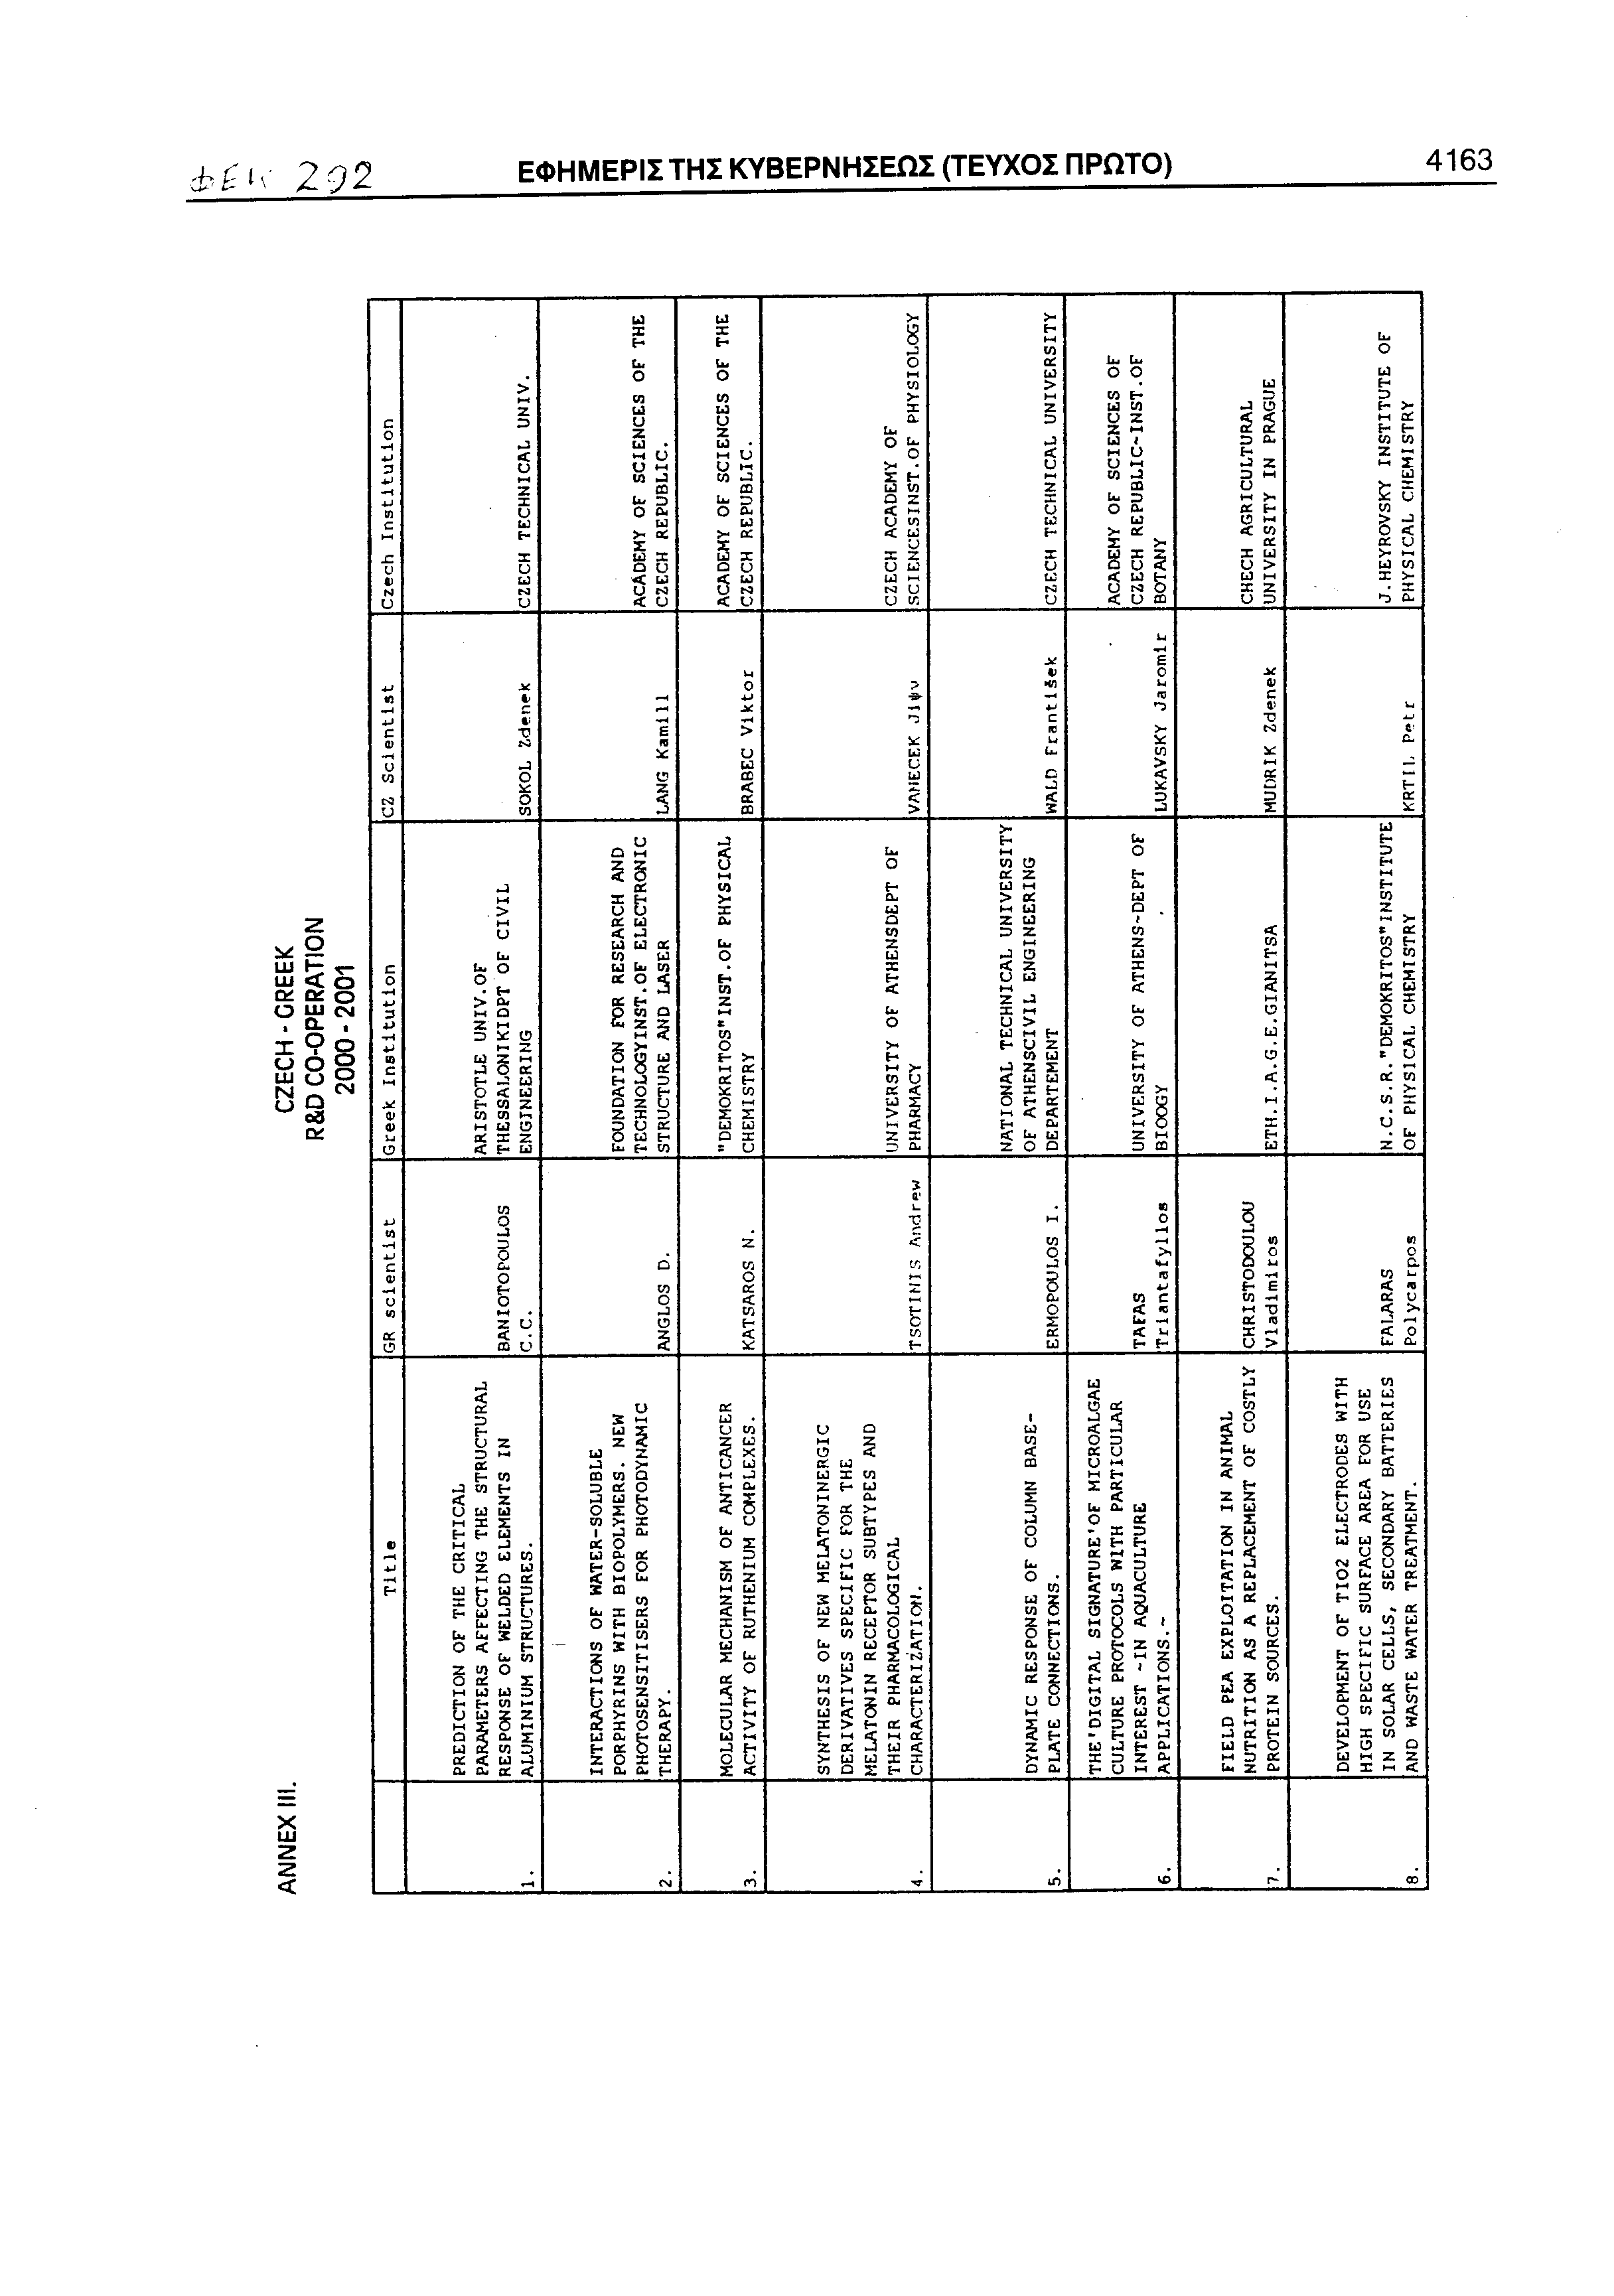 ΦΕΚ 292
ΕΦΗΜΕΡΙΣ ΤΗΣ ΚΥΒΕΡΝΗΣΕΩΣ (ΤΕΥΧΟΣ ΠΡΩΤΟ)
4163
ANNEX III.
CZECH - GREEK
R&D CO-OPERATION
2000 - 2001
Title
GR scientist
Greek Institution
CZ Scientist
Czech Institution
1.
PREDICTION OF THE CRITICAL
PARAMETERS AFFECTING THE STRUCTURAL
RESPONSE OF WELDED ELEMENTS IN
ALUMINIUM STRUCTURES.
BANIOTOPOULOS
C.C.
ARISTOTLE UNIV.OF
THESSALONIKIDPT OF CIVIL
ENGINEERING
SOKOL Zdenek
CZECH TECHNICAL UNIV.
2.
INTERACTIONS OF WATER-SOLUBLE
PORPHYRINS WITH BIOPOLYMERS. NEW
PHOTOSENSITISERS FOR PHOTODYNAMIC
THERAPY.
ANGLOS D.
FOUNDATION FOR RESEARCH AND
TECHNOLOGYINST.OF ELECTRONIC
STRUCTURE AND LASER
LANG Kamill
ACADEMY OF SCIENCES OF THE
CZECH REPUBLIC.
3.
MOLECULAR MECHANISM OF ANTICANCER
ACTIVITY OF RUTHENIUM COMPLEXES.
KATSAROS N.
"DEMOKRITOS"INST.OF PHYSICAL
CHEMISTRY
BRABEC Viktor
ACADEMY OF SCIENCES OF THE
CZECH REPUBLIC.
4.
SYNTHESIS OF NEW MELATONINERGIC
DERIVATIVES SPECIFIC FOR THE
MELATONIN RECEPTOR SUBTYPES AND
THEIR PHARMACOLOGICAL
CHARACTERIZATION.
TSOTINIS Andrew
UNIVERSITY OF ATHENSDEPT OF
PHARMACY
VANECEK Jiψv
CZECH ACADEMY OF
SCIENCESINST.OF PHYSIOLOGY
5.
DYNAMIC RESPONSE OF COLUMN BASE-
PLATE CONNECTIONS.
ERMOPOULOS I.
NATIONAL TECHNICAL UNIVERSITY
OF ATHENSCIVIL ENGINEERING
DEPARTEMENT
WALD František
CZECH TECHNICAL UNIVERSITY
6.
THE'DIGITAL SIGNATURE'OF MICROALGAE
CULTURE PROTOCOLS WITH PARTICULAR
INTEREST ~IN AQUACULTURE
APPLICATIONS.~
TAFAS
Triantafyllos
UNIVERSITY OF ATHENS~DEPT OF
BIOOGY
LUKAVSKY Jaromir
ACADEMY OF SCIENCES OF
CZECH REPUBLIC~INST.OF
BOTANY
7.
FIELD PEA EXPLOITATION IN ANIMAL
NUTRITION AS A REPLACEMENT OF COSTLY
PROTEIN SOURCES.
CHRISTODOULOU
Vladimiros
ETH.I.A.G.E.GIANITSA
MUDRIK Zdenek
CHECH AGRICULTURAL
UNIVERSITY IN PRAGUE
8.
DEVELOPMENT OF TIO2 ELECTRODES WITH
HIGH SPECIFIC SURFACE AREA FOR USE
IN SOLAR CELLS, SECONDARY BATTERIES
AND WASTE WATER TREATMENT.
FALARAS
Polycarpos
N.C.S.R."DEMOKRITOS"INSTITUTE
OF PHYSICAL CHEMISTRY
KRTIL Petr
J.HEYROVSKY INSTITUTE OF
PHYSICAL CHEMISTRY